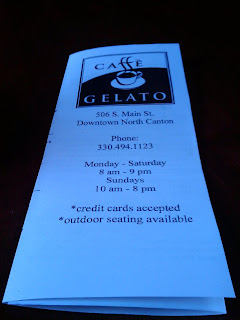 CAFFÈ
GELATO
506 S. Main St.
Downtown North Canton
Phone:
330.494.1123
Monday - Saturday
8 am - 9 pm
Sundays
10 am - 8 pm
*credit cards accepted
*outdoor seating available